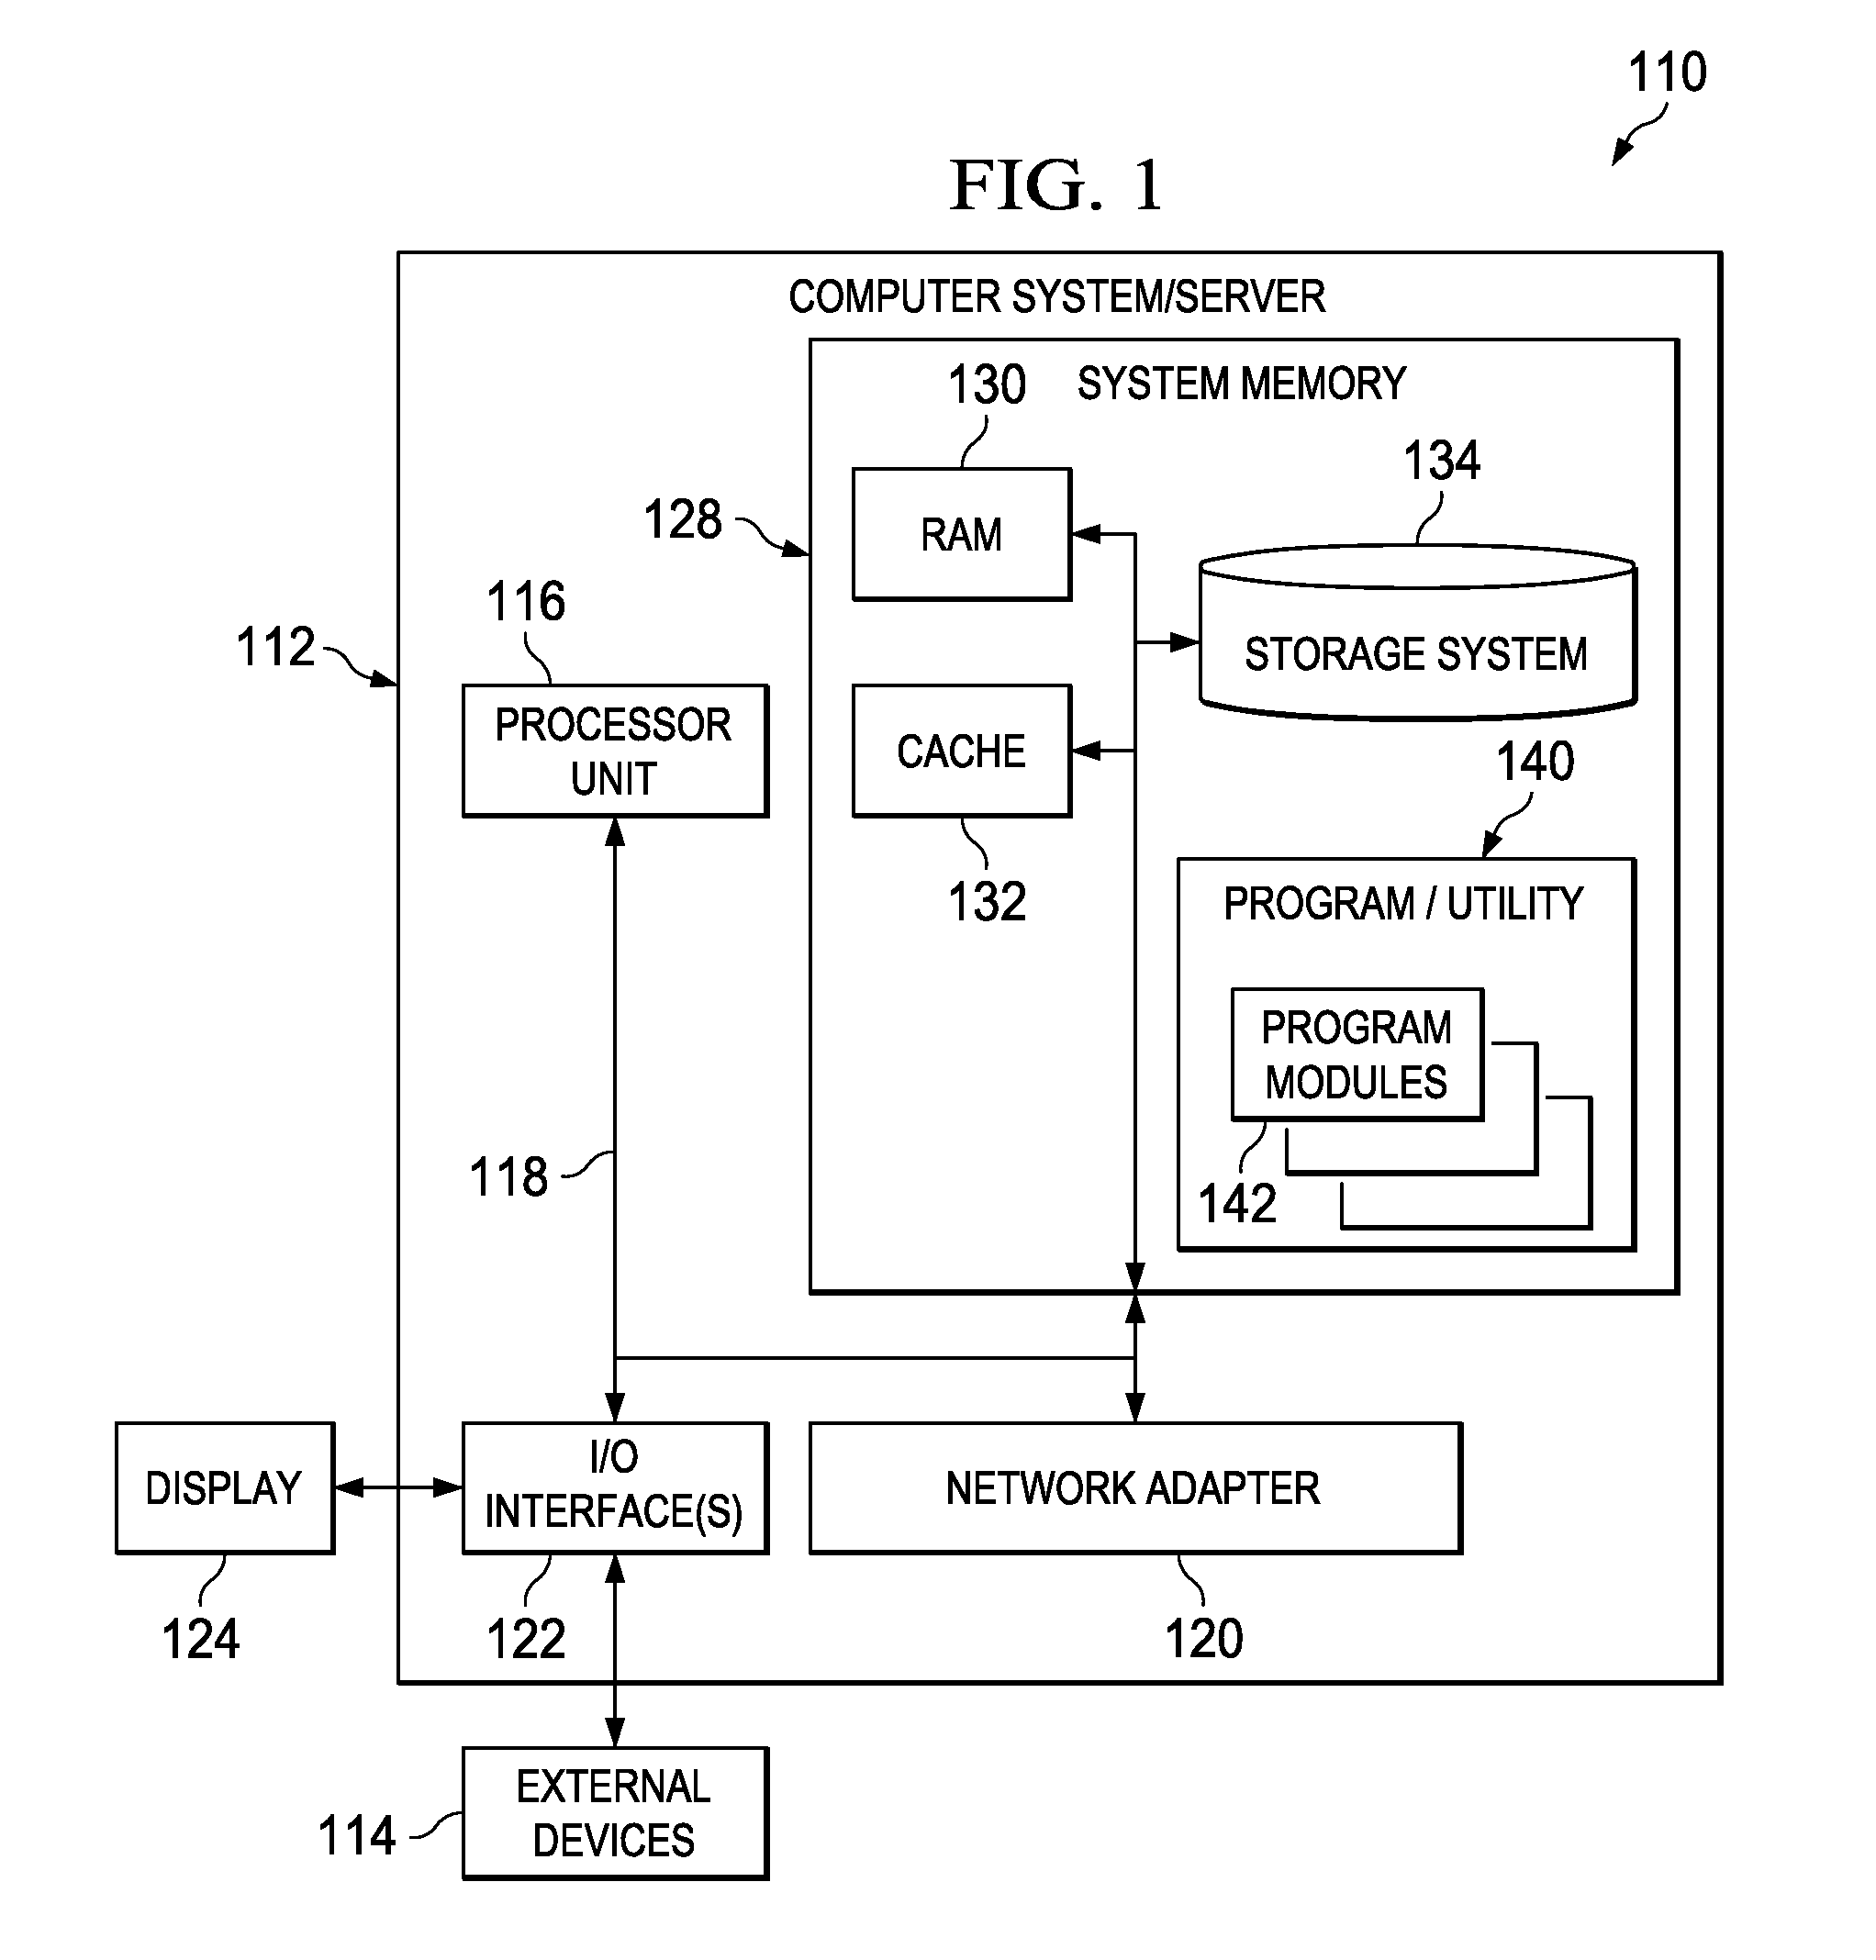 110
FIG. 1
COMPUTER SYSTEM/SERVER
SYSTEM MEMORY
130
134
RAM
128
116
112
STORAGE SYSTEM
PROCESSOR
UNIT
CACHE
140
132
PROGRAM / UTILITY
PROGRAM
MODULES
118
142
DISPLAY
I/O
INTERFACE(S)
NETWORK ADAPTER
124
122
120
EXTERNAL
DEVICES
114